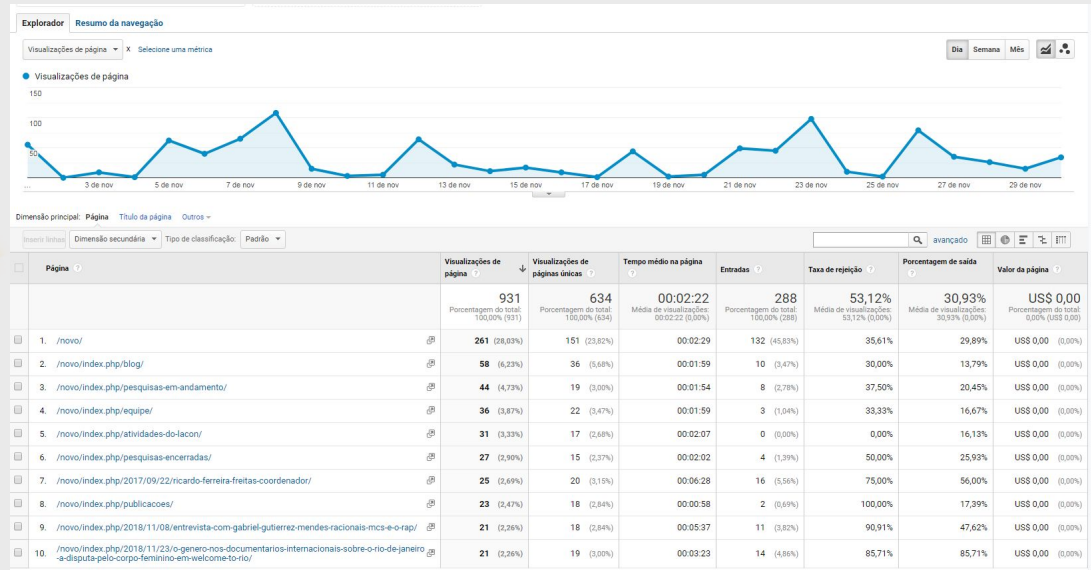 Explorador Resumo da navegação
Visualizações de página x Selecione uma métrica Dia Semana Mês
Visualizações de página
150
100
50
... 3 de nov 5 de nov 7 de nov 9 de nov 11 de nov 13 de nov 15 de nov 17 de nov 19 de nov 21 de nov 23 de nov 25 de nov 27 de nov 29 de nov
Dimensão principal: Página Título da página Outros
Inserir linhas Dimensão secundária Tipo de classificação: Padrão avançado
Página ? Visualizações de página ? Visualizações de páginas únicas ? Tempo médio na página ? Entradas ? Taxa de rejeição ? Porcentagem de saída ? Valor da página ?
931 634 00:02:22 288 53,12% 30,93% US$ 0,00
Porcentagem do total: 100,00% (931) Porcentagem do total: 100,00% (634) Média de visualizações: 00:02:22 (0,00%) Porcentagem do total: 100,00% (288) Média de visualizações: 53,12% (0,00%) Média de visualizações: 30,93% (0,00%) Porcentagem do total: 0,00% (US$ 0,00)
1. /novo/ 261 (28,03%) 151 (23,82%) 00:02:29 132 (45,83%) 35,61% 29,89% US$ 0,00 (0,00%)
2. /novo/index.php/blog/ 58 (6,23%) 36 (5,68%) 00:01:59 10 (3,47%) 30,00% 13,79% US$ 0,00 (0,00%)
3. /novo/index.php/pesquisas-em-andamento/ 44 (4,73%) 19 (3,00%) 00:01:54 8 (2,78%) 37,50% 20,45% US$ 0,00 (0,00%)
4. /novo/index.php/equipe/ 36 (3,87%) 22 (3,47%) 00:01:59 3 (1,04%) 33,33% 16,67% US$ 0,00 (0,00%)
5. /novo/index.php/atividades-do-lacon/ 31 (3,33%) 17 (2,68%) 00:02:07 0 (0,00%) 0,00% 16,13% US$ 0,00 (0,00%)
6. /novo/index.php/pesquisas-encerradas/ 27 (2,90%) 15 (2,37%) 00:02:02 4 (1,39%) 50,00% 25,93% US$ 0,00 (0,00%)
7. /novo/index.php/2017/09/22/ricardo-ferreira-freitas-coordenador/ 25 (2,69%) 20 (3,15%) 00:06:28 16 (5,56%) 75,00% 56,00% US$ 0,00 (0,00%)
8. /novo/index.php/publicacoes/ 23 (2,47%) 18 (2,84%) 00:00:58 2 (0,69%) 100,00% 17,39% US$ 0,00 (0,00%)
9. /novo/index.php/2018/11/08/entrevista-com-gabriel-gutierrez-mendes-racionais-mcs-e-o-rap/ 21 (2,26%) 18 (2,84%) 00:05:37 11 (3,82%) 90,91% 47,62% US$ 0,00 (0,00%)
10. /novo/index.php/2018/11/23/o-genero-nos-documentarios-internacionais-sobre-o-rio-de-janeiro
-a-disputa-pelo-corpo-feminino-em-welcome-to-rio/ 21 (2,26%) 19 (3,00%) 00:03:23 14 (4,86%) 85,71% 85,71% US$ 0,00 (0,00%)